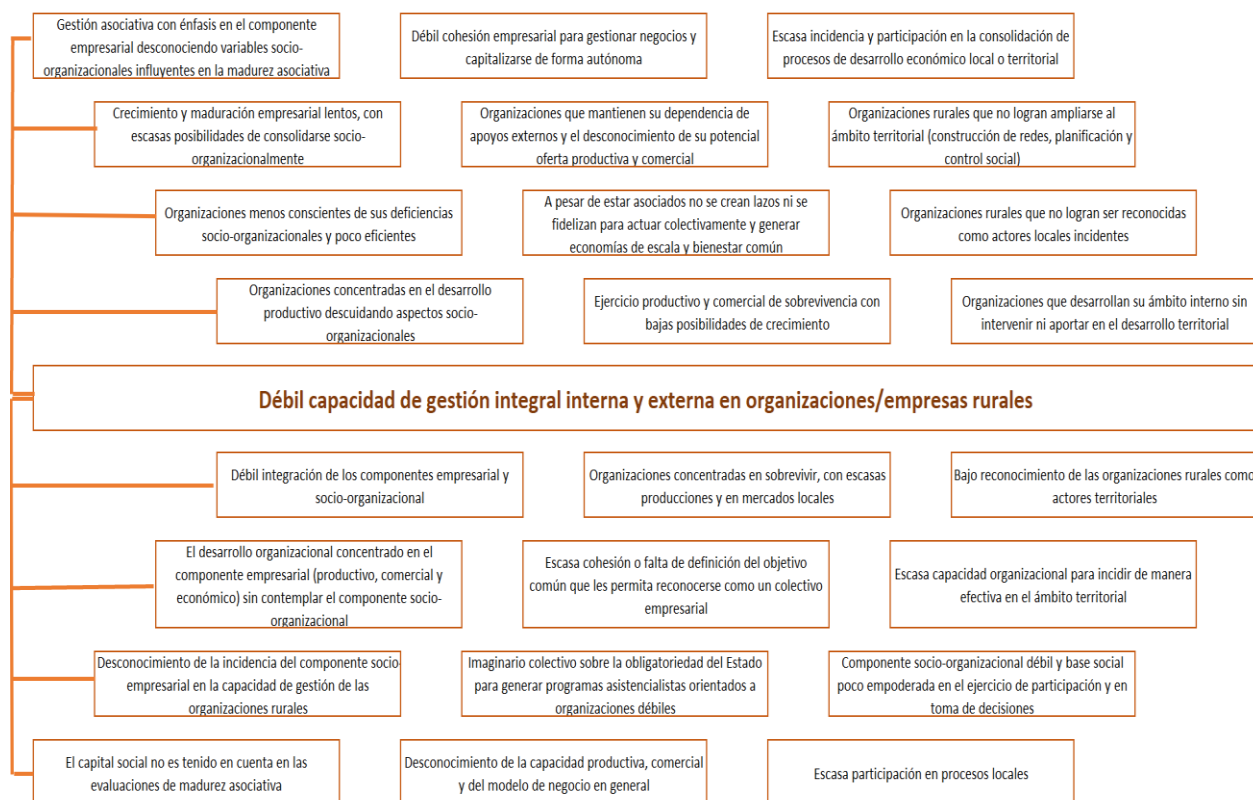 Gestión asociativa con énfasis en el componente
empresarial desconociendo variables socio-
organizacionales influyentes en la madurez asociativa
Débil cohesión empresarial para gestionar negocios y
capitalizarse de forma autónoma
Escasa incidencia y participación en la consolidación de
procesos de desarrollo económico local o territorial
Crecimiento y maduración empresarial lentos, con
escasas posibilidades de consolidarse socio-
organizacionalmente
Organizaciones que mantienen su dependencia de
apoyos externos y el desconocimiento de su potencial
oferta productiva y comercial
Organizaciones rurales que no logran ampliarse al
ámbito territorial (construcción de redes, planificación y
control social)
Organizaciones menos conscientes de sus deficiencias
socio-organizacionales y poco eficientes
A pesar de estar asociados no se crean lazos ni se
fidelizan para actuar colectivamente y generar
economías de escala y bienestar común
Organizaciones rurales que no logran ser reconocidas
como actores locales incidentes
Organizaciones concentradas en el desarrollo
productivo descuidando aspectos socio-
organizacionales
Ejercicio productivo y comercial de sobrevivencia con
bajas posibilidades de crecimiento
Organizaciones que desarrollan su ámbito interno sin
intervenir ni aportar en el desarrollo territorial
Débil capacidad de gestión integral interna y externa en organizaciones/empresas rurales
Débil integración de los componentes empresarial y
socio-organizacional
Organizaciones concentradas en sobrevivir, con escasas
producciones y en mercados locales
Bajo reconocimiento de las organizaciones rurales como
actores territoriales
El desarrollo organizacional concentrado en el
componente empresarial (productivo, comercial y
económico) sin contemplar el componente socio-
organizacional
Escasa cohesión o falta de definición del objetivo
común que les permita reconocerse como un colectivo
empresarial
Escasa capacidad organizacional para incidir de manera
efectiva en el ámbito territorial
Desconocimiento de la incidencia del componente socio-
empresarial en la capacidad de gestión de las
organizaciones rurales
Imaginario colectivo sobre la obligatoriedad del Estado
para generar programas asistencialistas orientados a
organizaciones débiles
Componente socio-organizacional débil y base social
poco empoderada en el ejercicio de participación y en
toma de decisiones
El capital social no es tenido en cuenta en las
evaluaciones de madurez asociativa
Desconocimiento de la capacidad productiva, comercial
y del modelo de negocio en general
Escasa participación en procesos locales